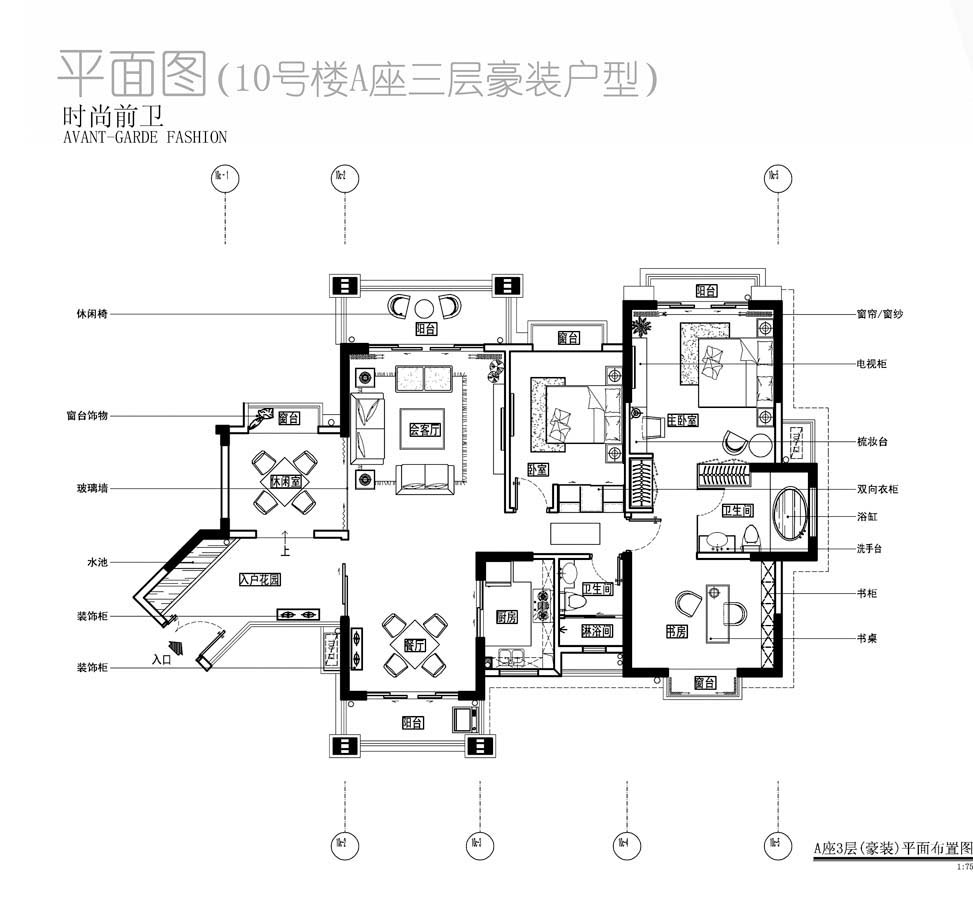 平面图(10号楼A座三层豪装户型)
时尚前卫
AVANT-GARDE FASHION
阳台
休闲椅
阳台
窗帘/窗纱
窗台
电视柜
窗台饰物
窗台
会客厅
主卧室
梳妆台
卧室
玻璃墙
休闲室
双向衣柜
卫生间
浴缸
上
洗手台
水池
入户花园
卫生间
书柜
装饰柜
厨房
淋浴间
书房
书桌
餐厅
入口
装饰柜
窗台
阳台
A座3层(豪装)平面布置图
1:75